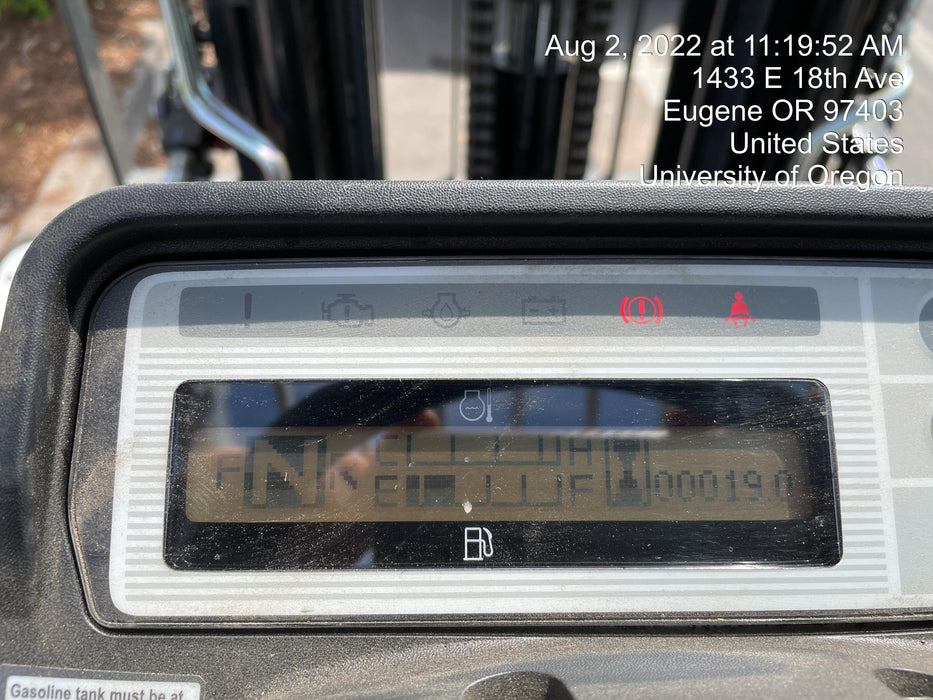 Aug 2, 2022 at 11:19:52 AM
1433 E 18th Ave
Eugene OR 97403
United States
University of Oregon
F N R
C H
E F
00019.0
Gasoline tank must be at